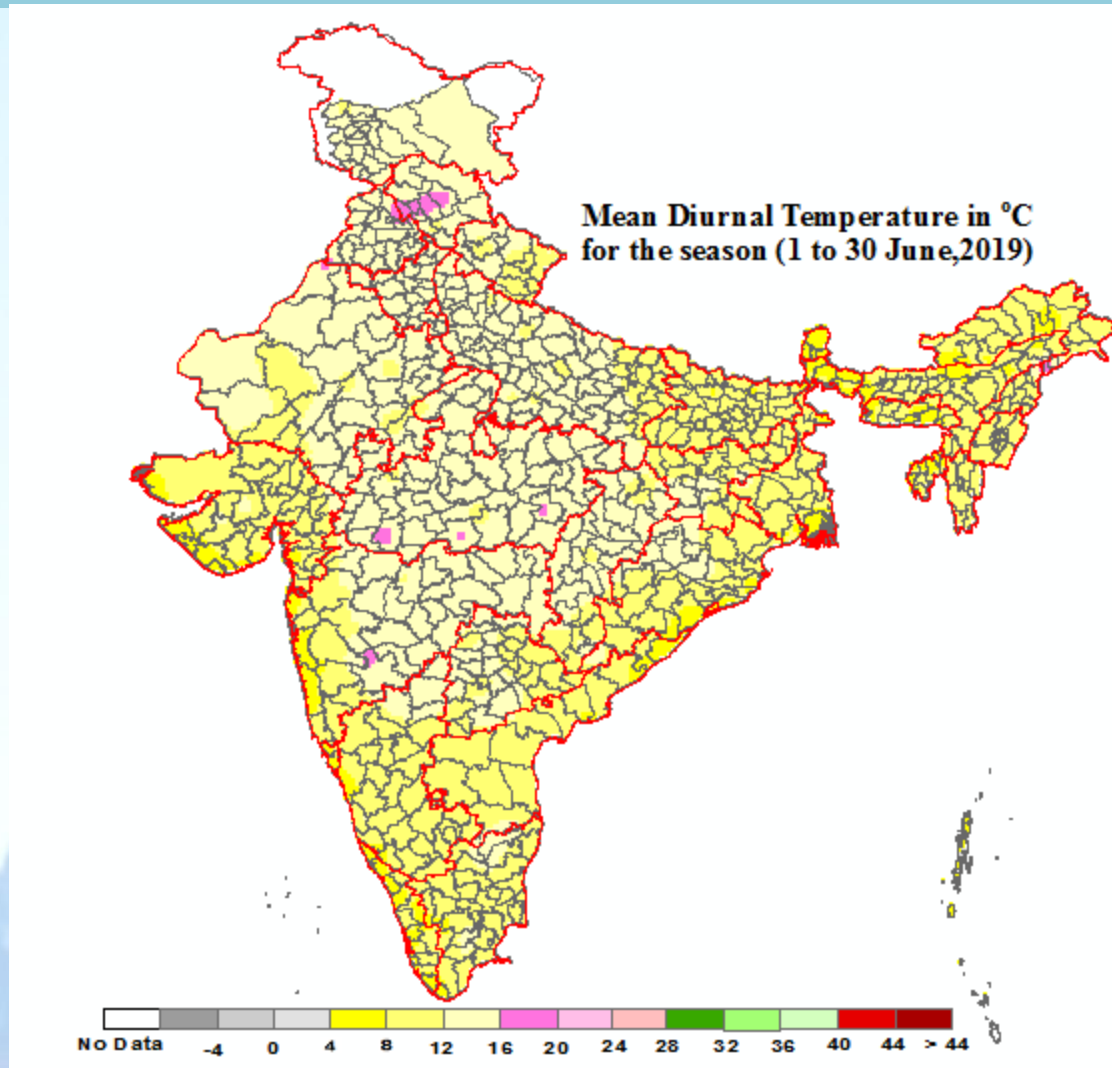 Mean Diurnal Temperature in °C
for the season (1 to 30 June,2019)
No Data -4 0 4 8 12 16 20 24 28 32 36 40 44 > 44